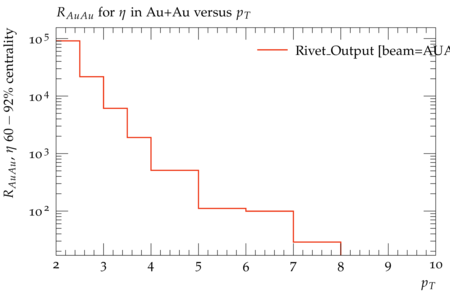 R_{AuAu} for η in Au+Au versus p_T
R_{AuAu}, η 60 − 92% centrality
10^5
10^4
10^3
10^2
Rivet_Output [beam=AUA
2 3 4 5 6 7 8 9 10
p_T